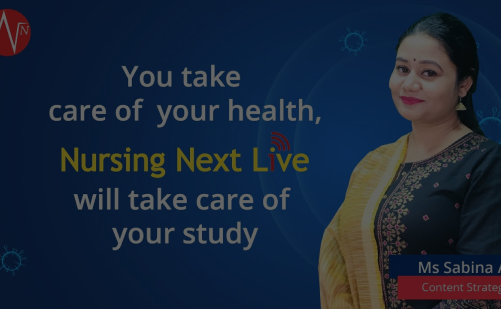 N
You take
care of your health,
Nursing Next Live
will take care of
your study
Ms Sabina A
Content Strateg